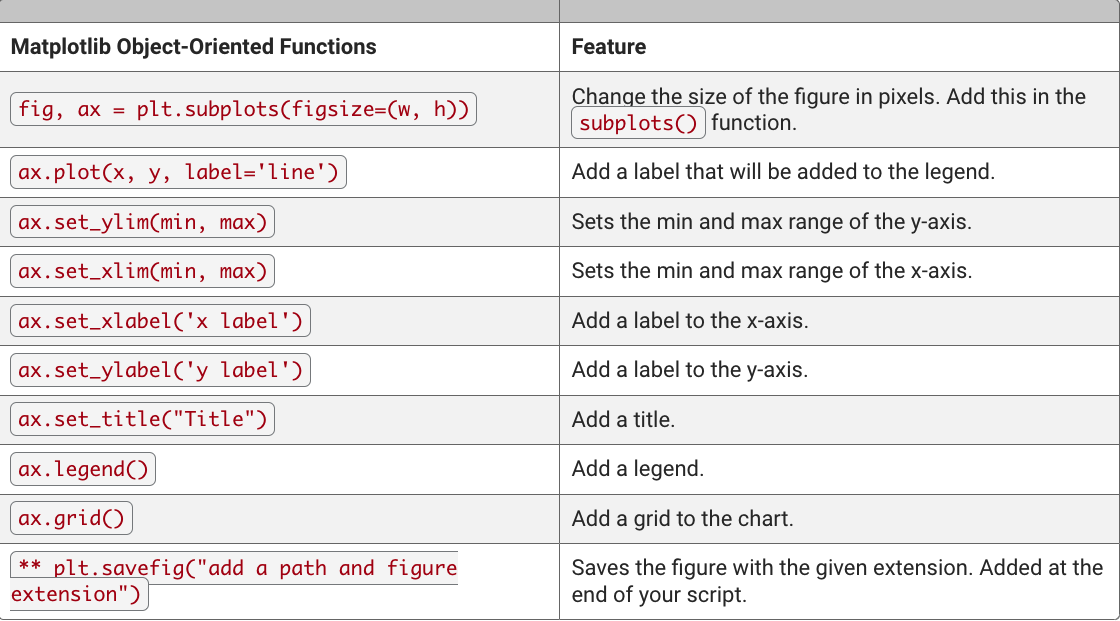 Matplotlib Object-Oriented Functions Feature
fig, ax = plt.subplots(figsize=(w, h)) Change the size of the figure in pixels. Add this in the
subplots() function.
ax.plot(x, y, label='line') Add a label that will be added to the legend.
ax.set_ylim(min, max) Sets the min and max range of the y-axis.
ax.set_xlim(min, max) Sets the min and max range of the x-axis.
ax.set_xlabel('x label') Add a label to the x-axis.
ax.set_ylabel('y label') Add a label to the y-axis.
ax.set_title("Title") Add a title.
ax.legend() Add a legend.
ax.grid() Add a grid to the chart.
** plt.savefig("add a path and figure
extension") Saves the figure with the given extension. Added at the
end of your script.